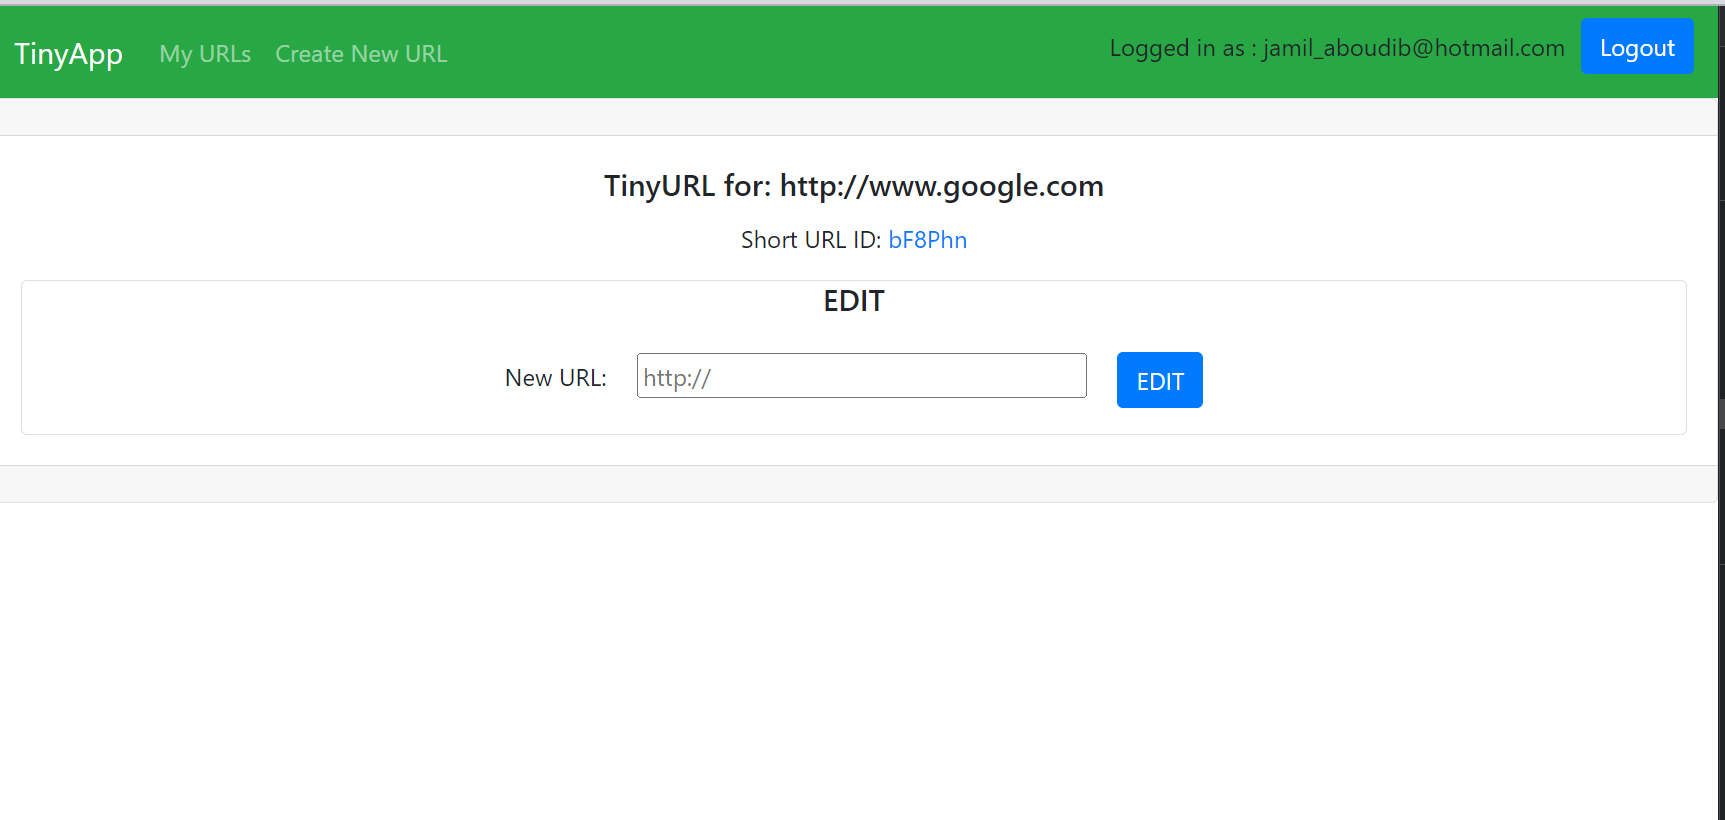 TinyApp My URLs Create New URL Logged in as : jamil_aboudib@hotmail.com Logout
TinyURL for: http://www.google.com
Short URL ID: bF8Phn
EDIT
New URL: http:// EDIT